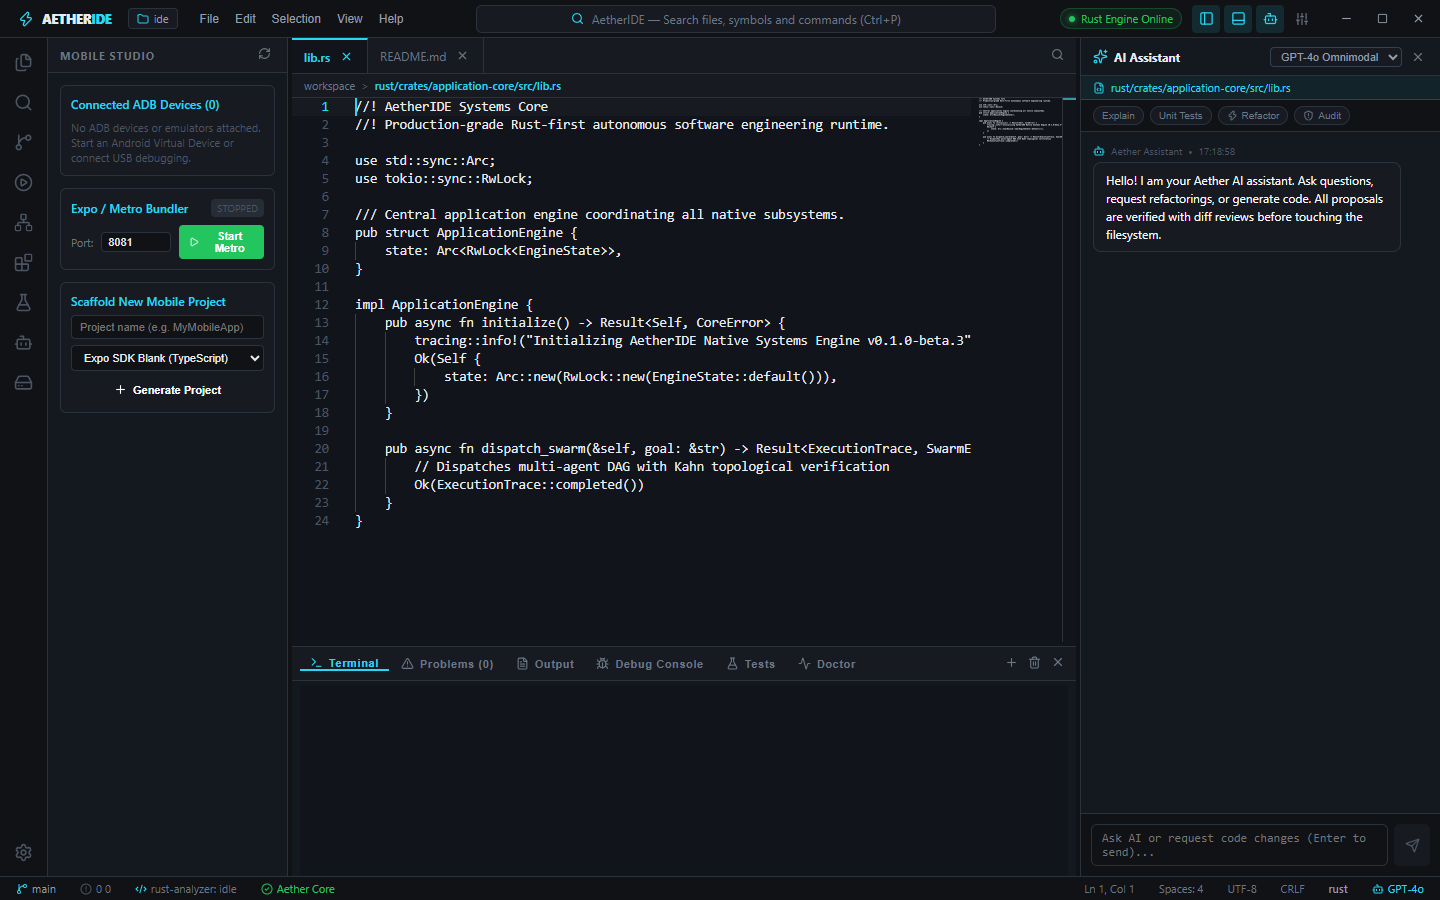 AETHERIDE
ide
File Edit Selection View Help
AetherIDE — Search files, symbols and commands (Ctrl+P)
Rust Engine Online
MOBILE STUDIO
Connected ADB Devices (0)
No ADB devices or emulators attached.
Start an Android Virtual Device or
connect USB debugging.
Expo / Metro Bundler
STOPPED
Port:
8081
Start
Metro
Scaffold New Mobile Project
Project name (e.g. MyMobileApp)
Expo SDK Blank (TypeScript)
Generate Project
lib.rs
README.md
workspace > rust/crates/application-core/src/lib.rs
1 //! AetherIDE Systems Core
2 //! Production-grade Rust-first autonomous software engineering runtime.
3
4 use std::sync::Arc;
5 use tokio::sync::RwLock;
6
7 /// Central application engine coordinating all native subsystems.
8 pub struct ApplicationEngine {
9     state: Arc<RwLock<EngineState>>,
10 }
11
12 impl ApplicationEngine {
13     pub async fn initialize() -> Result<Self, CoreError> {
14         tracing::info!("Initializing AetherIDE Native Systems Engine v0.1.0-beta.3"
15         Ok(Self {
16             state: Arc::new(RwLock::new(EngineState::default())),
17         })
18     }
19
20     pub async fn dispatch_swarm(&self, goal: &str) -> Result<ExecutionTrace, SwarmE
21         // Dispatches multi-agent DAG with Kahn topological verification
22         Ok(ExecutionTrace::completed())
23     }
24 }
Terminal
Problems (0)
Output
Debug Console
Tests
Doctor
AI Assistant
GPT-4o Omnimodal
rust/crates/application-core/src/lib.rs
Explain
Unit Tests
Refactor
Audit
Aether Assistant • 17:18:58
Hello! I am your Aether AI assistant. Ask questions,
request refactorings, or generate code. All proposals
are verified with diff reviews before touching the
filesystem.
Ask AI or request code changes (Enter to
send)...
main
0 0
rust-analyzer: idle
Aether Core
Ln 1, Col 1
Spaces: 4
UTF-8
CRLF
rust
GPT-4o